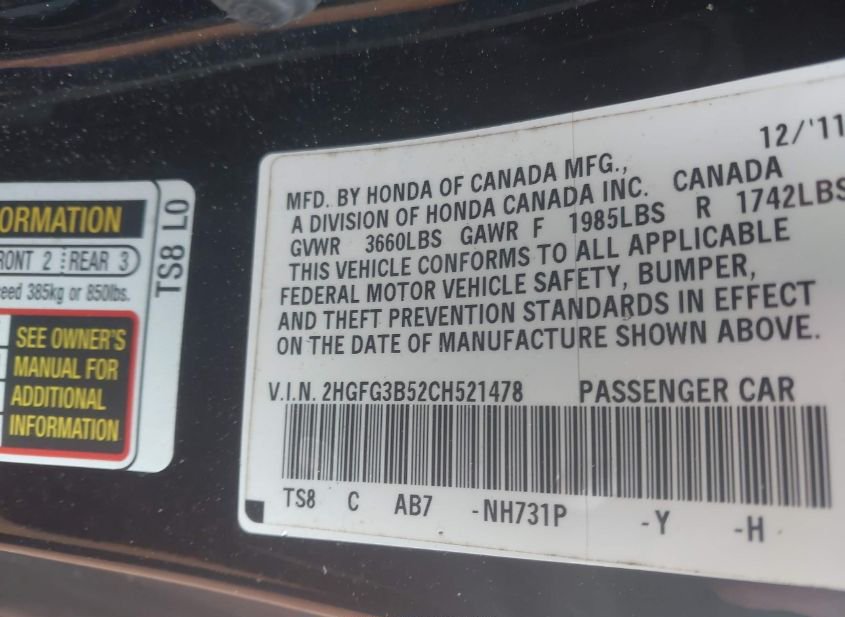 ORMATION
RONT 2 REAR 3
eed 385kg or 850lbs.
SEE OWNER'S
MANUAL FOR
ADDITIONAL
INFORMATION
TS8 L0
12/'11
MFD. BY HONDA OF CANADA MFG.,
A DIVISION OF HONDA CANADA INC. CANADA
GVWR 3660LBS GAWR F 1985LBS R 1742LBS
THIS VEHICLE CONFORMS TO ALL APPLICABLE
FEDERAL MOTOR VEHICLE SAFETY, BUMPER,
AND THEFT PREVENTION STANDARDS IN EFFECT
ON THE DATE OF MANUFACTURE SHOWN ABOVE.
V.I.N. 2HGFG3B52CH521478 PASSENGER CAR
TS8 C AB7 -NH731P -Y -H